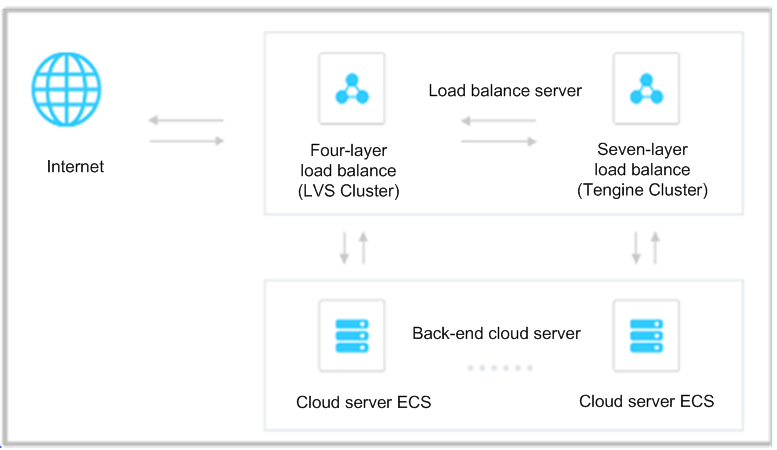 Internet
Load balance server
Four-layer
load balance
(LVS Cluster)
Seven-layer
load balance
(Tengine Cluster)
Back-end cloud server
Cloud server ECS
Cloud server ECS